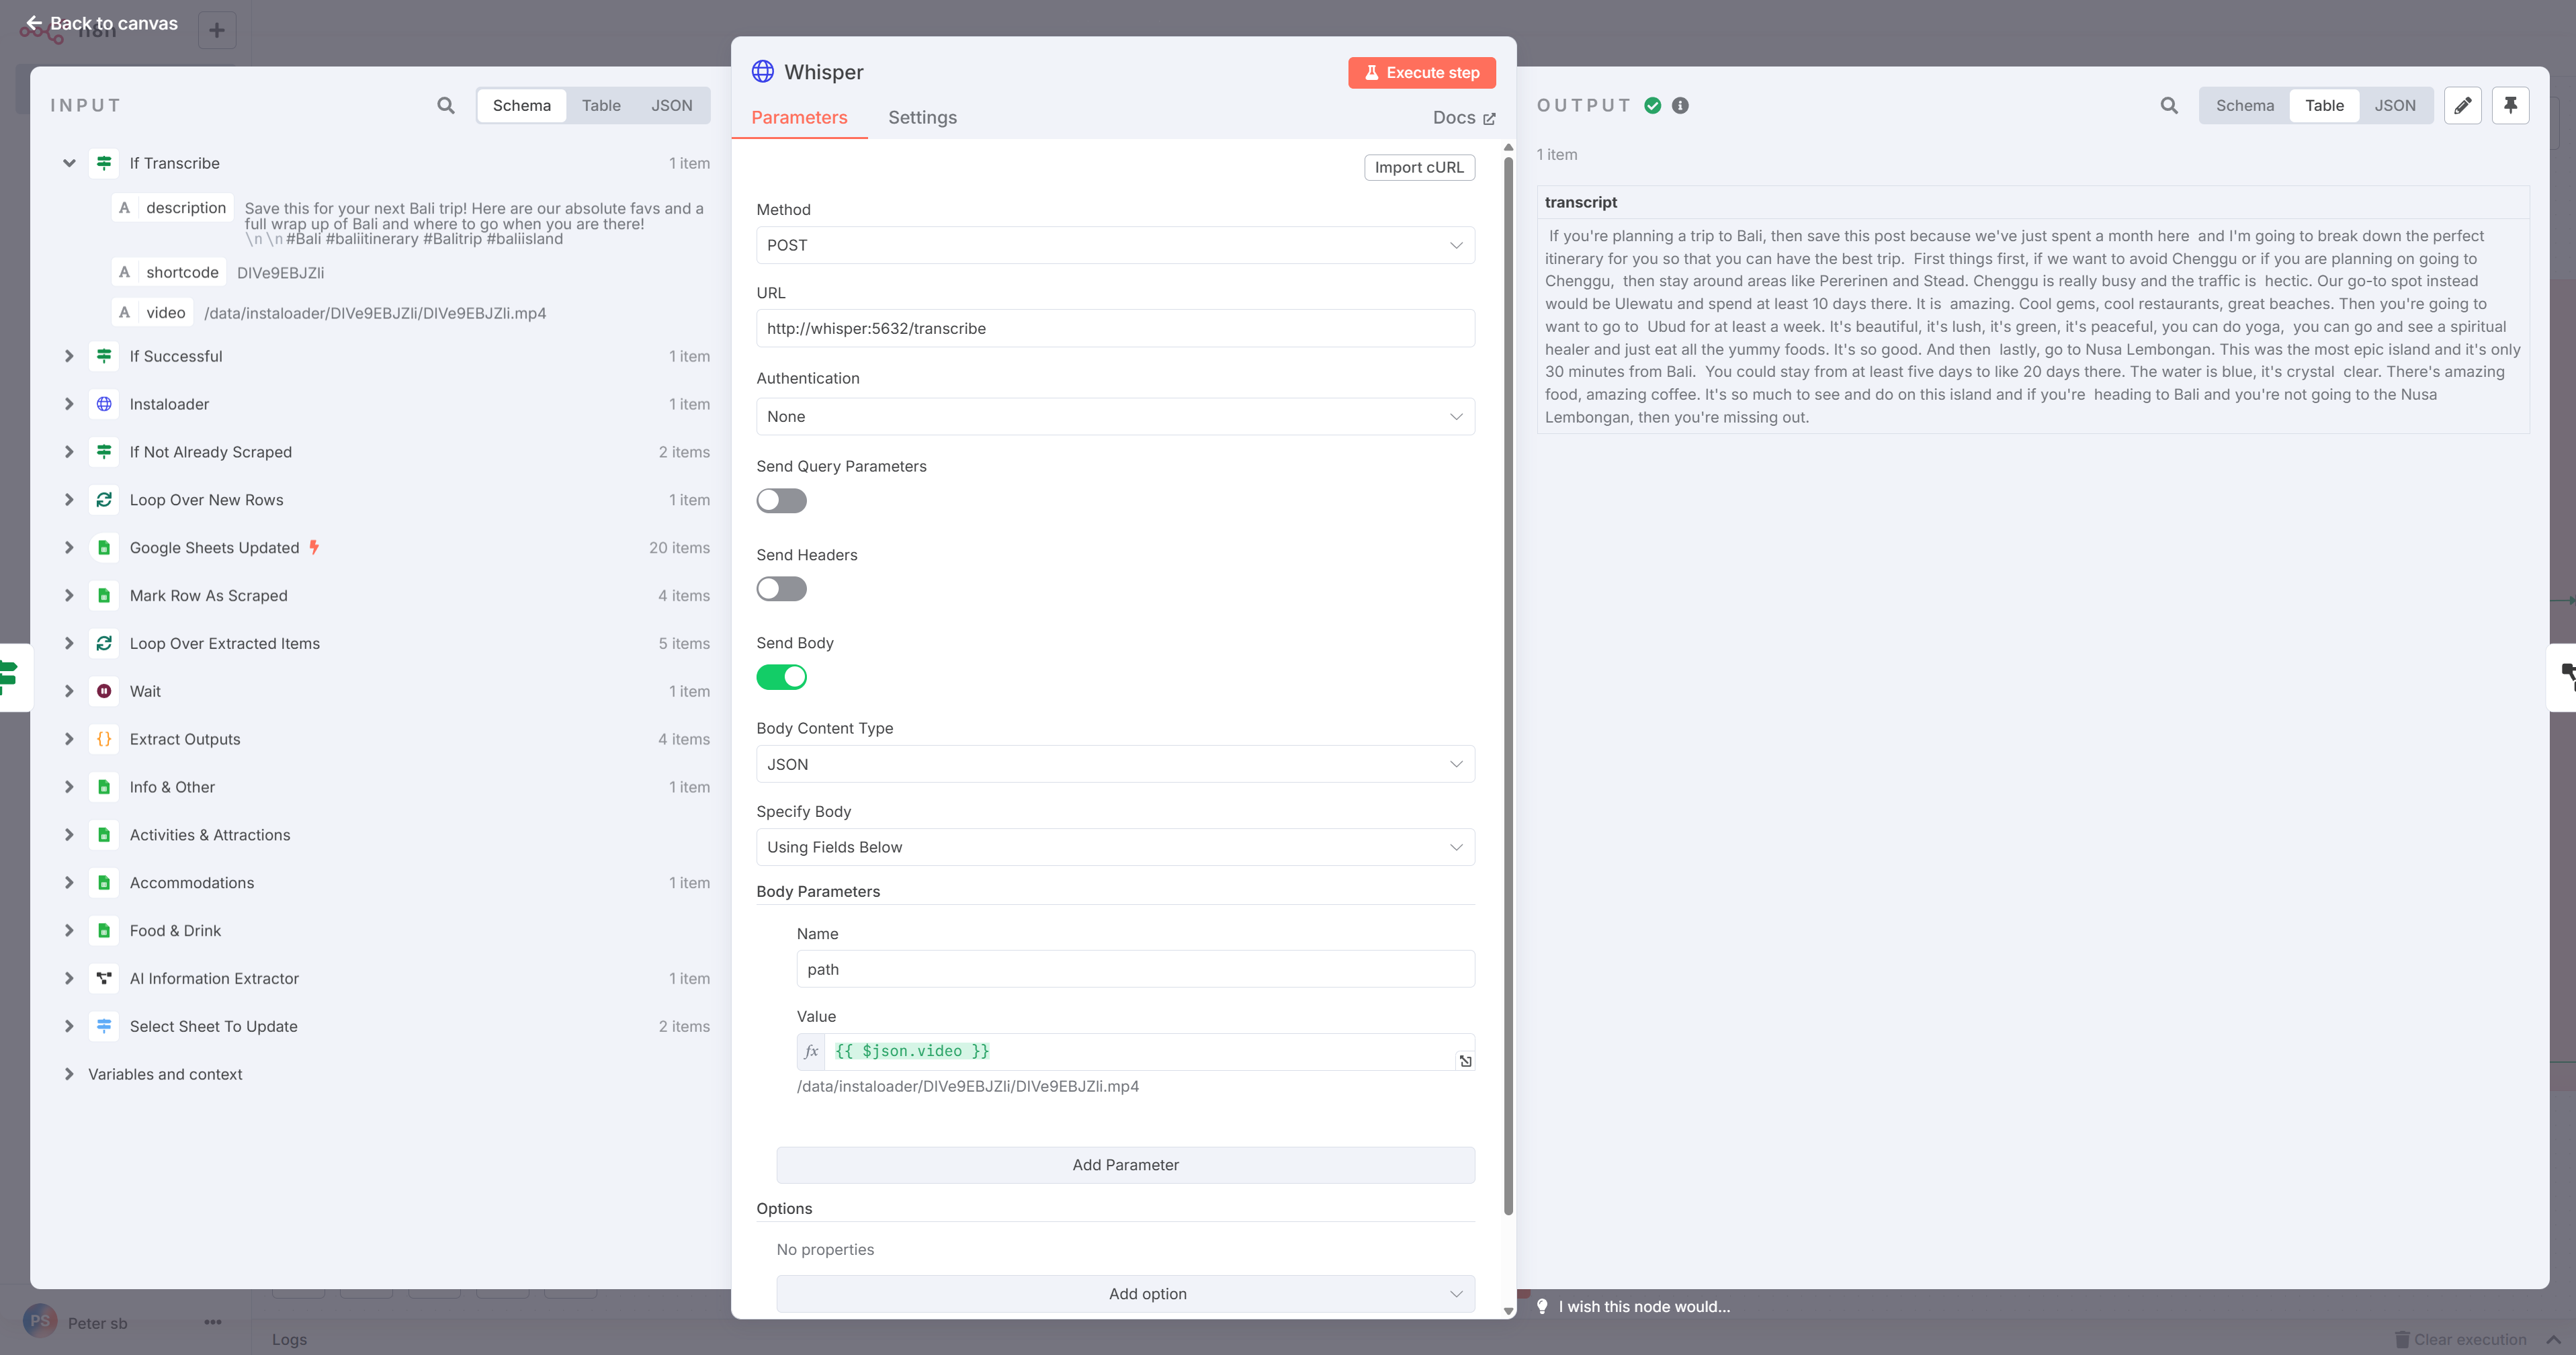 Back to canvas
n8n
INPUT
Schema
Table
JSON
If Transcribe
1 item
A description
Save this for your next Bali trip! Here are our absolute favs and a
full wrap up of Bali and where to go when you are there!
\n \n #Bali #baliitinerary #Balitrip #baliisland
A shortcode DIVe9EBJZli
A video /data/instaloader/DIVe9EBJZli/DIVe9EBJZli.mp4
If Successful 1 item
Instaloader 1 item
If Not Already Scraped 2 items
Loop Over New Rows 1 item
Google Sheets Updated 20 items
Mark Row As Scraped 4 items
Loop Over Extracted Items 5 items
Wait 1 item
Extract Outputs 4 items
Info & Other 1 item
Activities & Attractions
Accommodations 1 item
Food & Drink
AI Information Extractor 1 item
Select Sheet To Update 2 items
Variables and context
PS Peter sb
Logs
Whisper
Execute step
Parameters
Settings
Docs
Import cURL
Method
POST
URL
http://whisper:5632/transcribe
Authentication
None
Send Query Parameters
Send Headers
Send Body
Body Content Type
JSON
Specify Body
Using Fields Below
Body Parameters
Name
path
Value
fx {{ $json.video }}
/data/instaloader/DIVe9EBJZli/DIVe9EBJZli.mp4
Add Parameter
Options
No properties
Add option
OUTPUT
Schema
Table
JSON
1 item
transcript
If you're planning a trip to Bali, then save this post because we've just spent a month here and I'm going to break down the perfect
itinerary for you so that you can have the best trip. First things first, if we want to avoid Chenggu or if you are planning on going to
Chenggu, then stay around areas like Pererinen and Stead. Chenggu is really busy and the traffic is hectic. Our go-to spot instead
would be Ulewatu and spend at least 10 days there. It is amazing. Cool gems, cool restaurants, great beaches. Then you're going to
want to go to Ubud for at least a week. It's beautiful, it's lush, it's green, it's peaceful, you can do yoga, you can go and see a spiritual
healer and just eat all the yummy foods. It's so good. And then lastly, go to Nusa Lembongan. This was the most epic island and it's only
30 minutes from Bali. You could stay from at least five days to like 20 days there. The water is blue, it's crystal clear. There's amazing
food, amazing coffee. It's so much to see and do on this island and if you're heading to Bali and you're not going to the Nusa
Lembongan, then you're missing out.
I wish this node would...
Clear execution